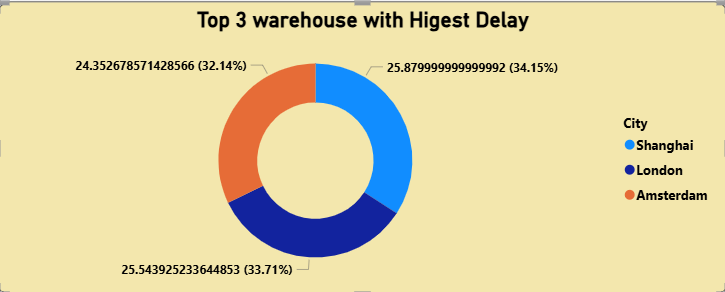 Top 3 warehouse with Higest Delay
24.352678571428566 (32.14%)
25.879999999999992 (34.15%)
25.543925233644853 (33.71%)
City
Shanghai
London
Amsterdam